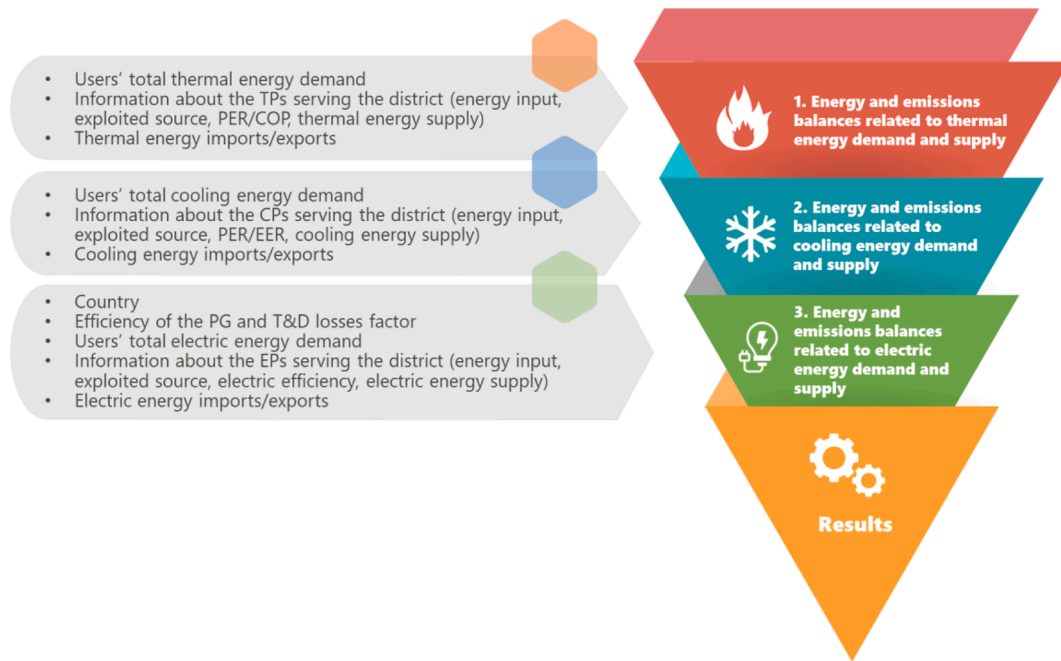 • Users' total thermal energy demand
• Information about the TPs serving the district (energy input,
exploited source, PER/COP, thermal energy supply)
• Thermal energy imports/exports
1. Energy and emissions
balances related to thermal
energy demand and supply
• Users' total cooling energy demand
• Information about the CPs serving the district (energy input,
exploited source, PER/EER, cooling energy supply)
• Cooling energy imports/exports
2. Energy and emissions
balances related to
cooling energy demand
and supply
• Country
• Efficiency of the PG and T&D losses factor
• Users' total electric energy demand
• Information about the EPs serving the district (energy input,
exploited source, electric efficiency, electric energy supply)
• Electric energy imports/exports
3. Energy and
emissions balances
related to electric
energy demand and
supply
Results